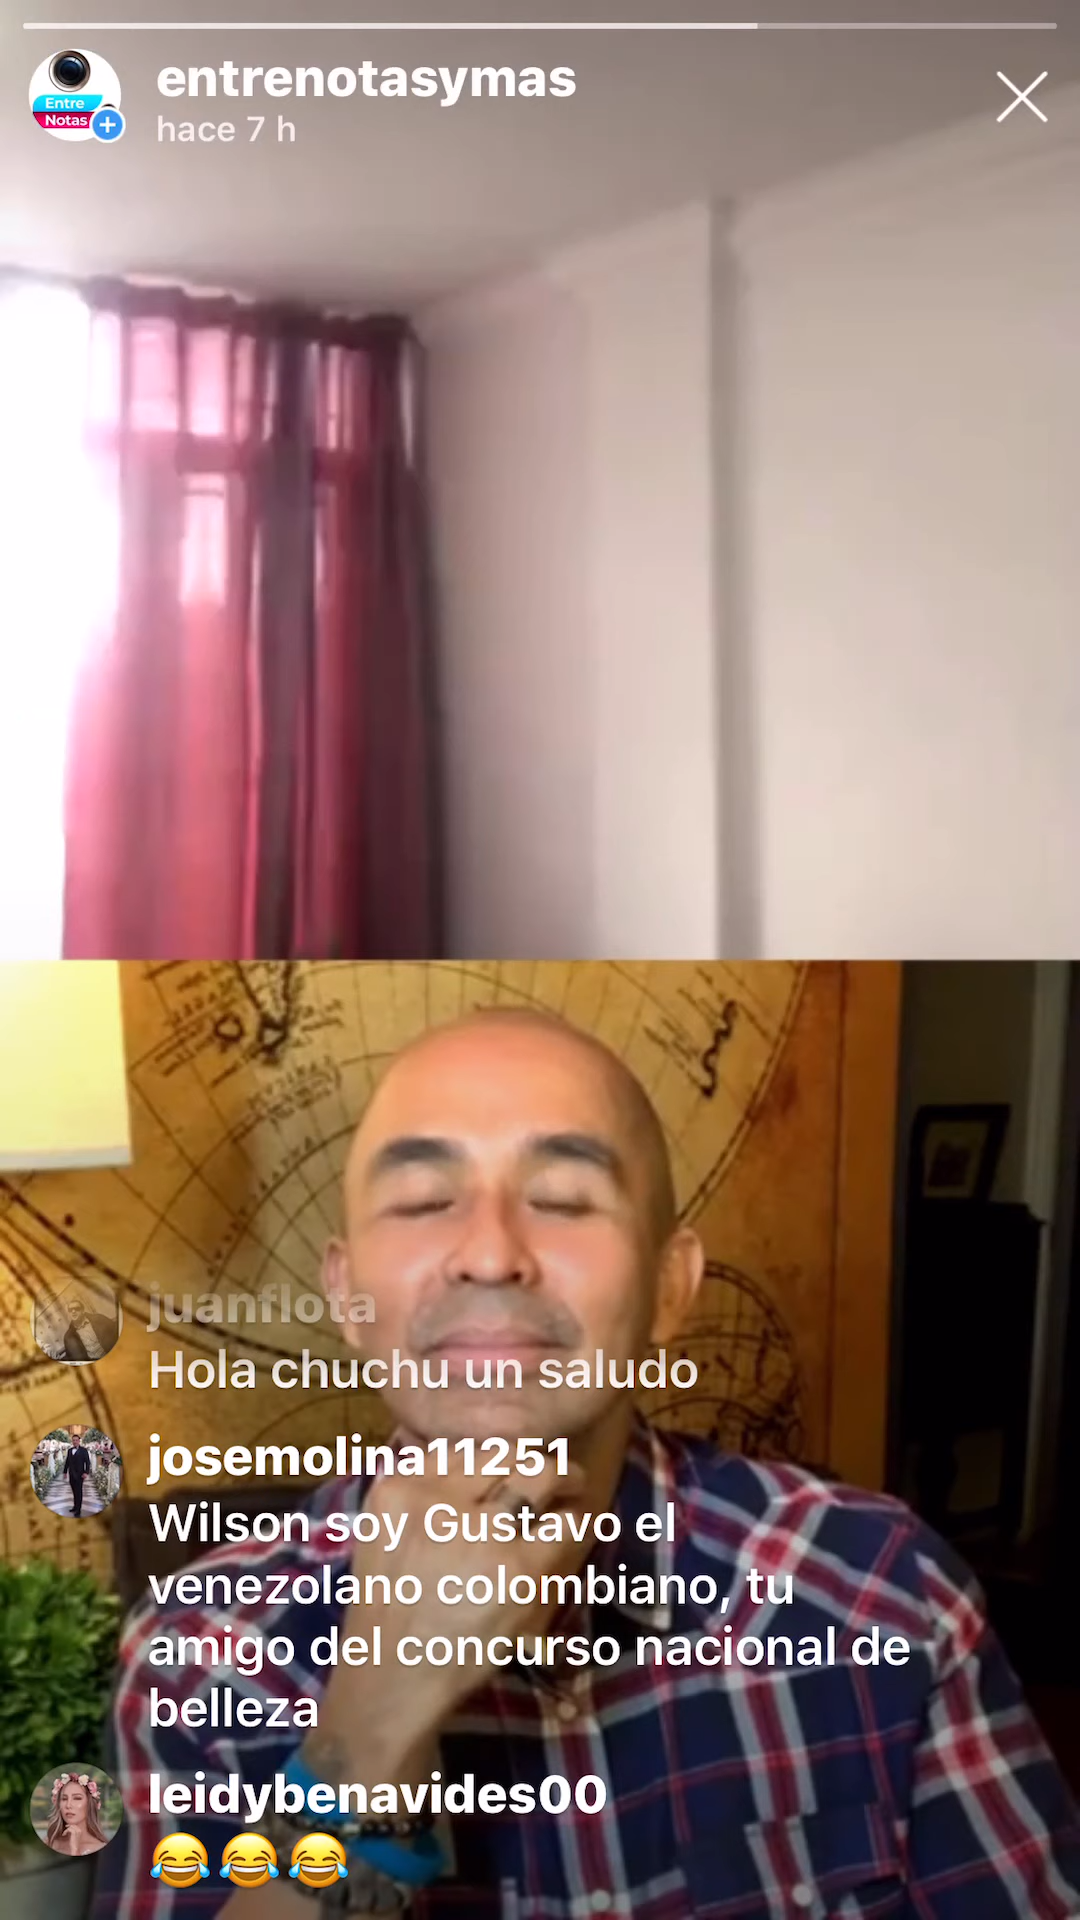 entrenotasymas
hace 7 h
Entre
Notas
juanflota
Hola chuchu un saludo
josemolina11251
Wilson soy Gustavo el
venezolano colombiano, tu
amigo del concurso nacional de
belleza
leidybenavides00
😂😂😂